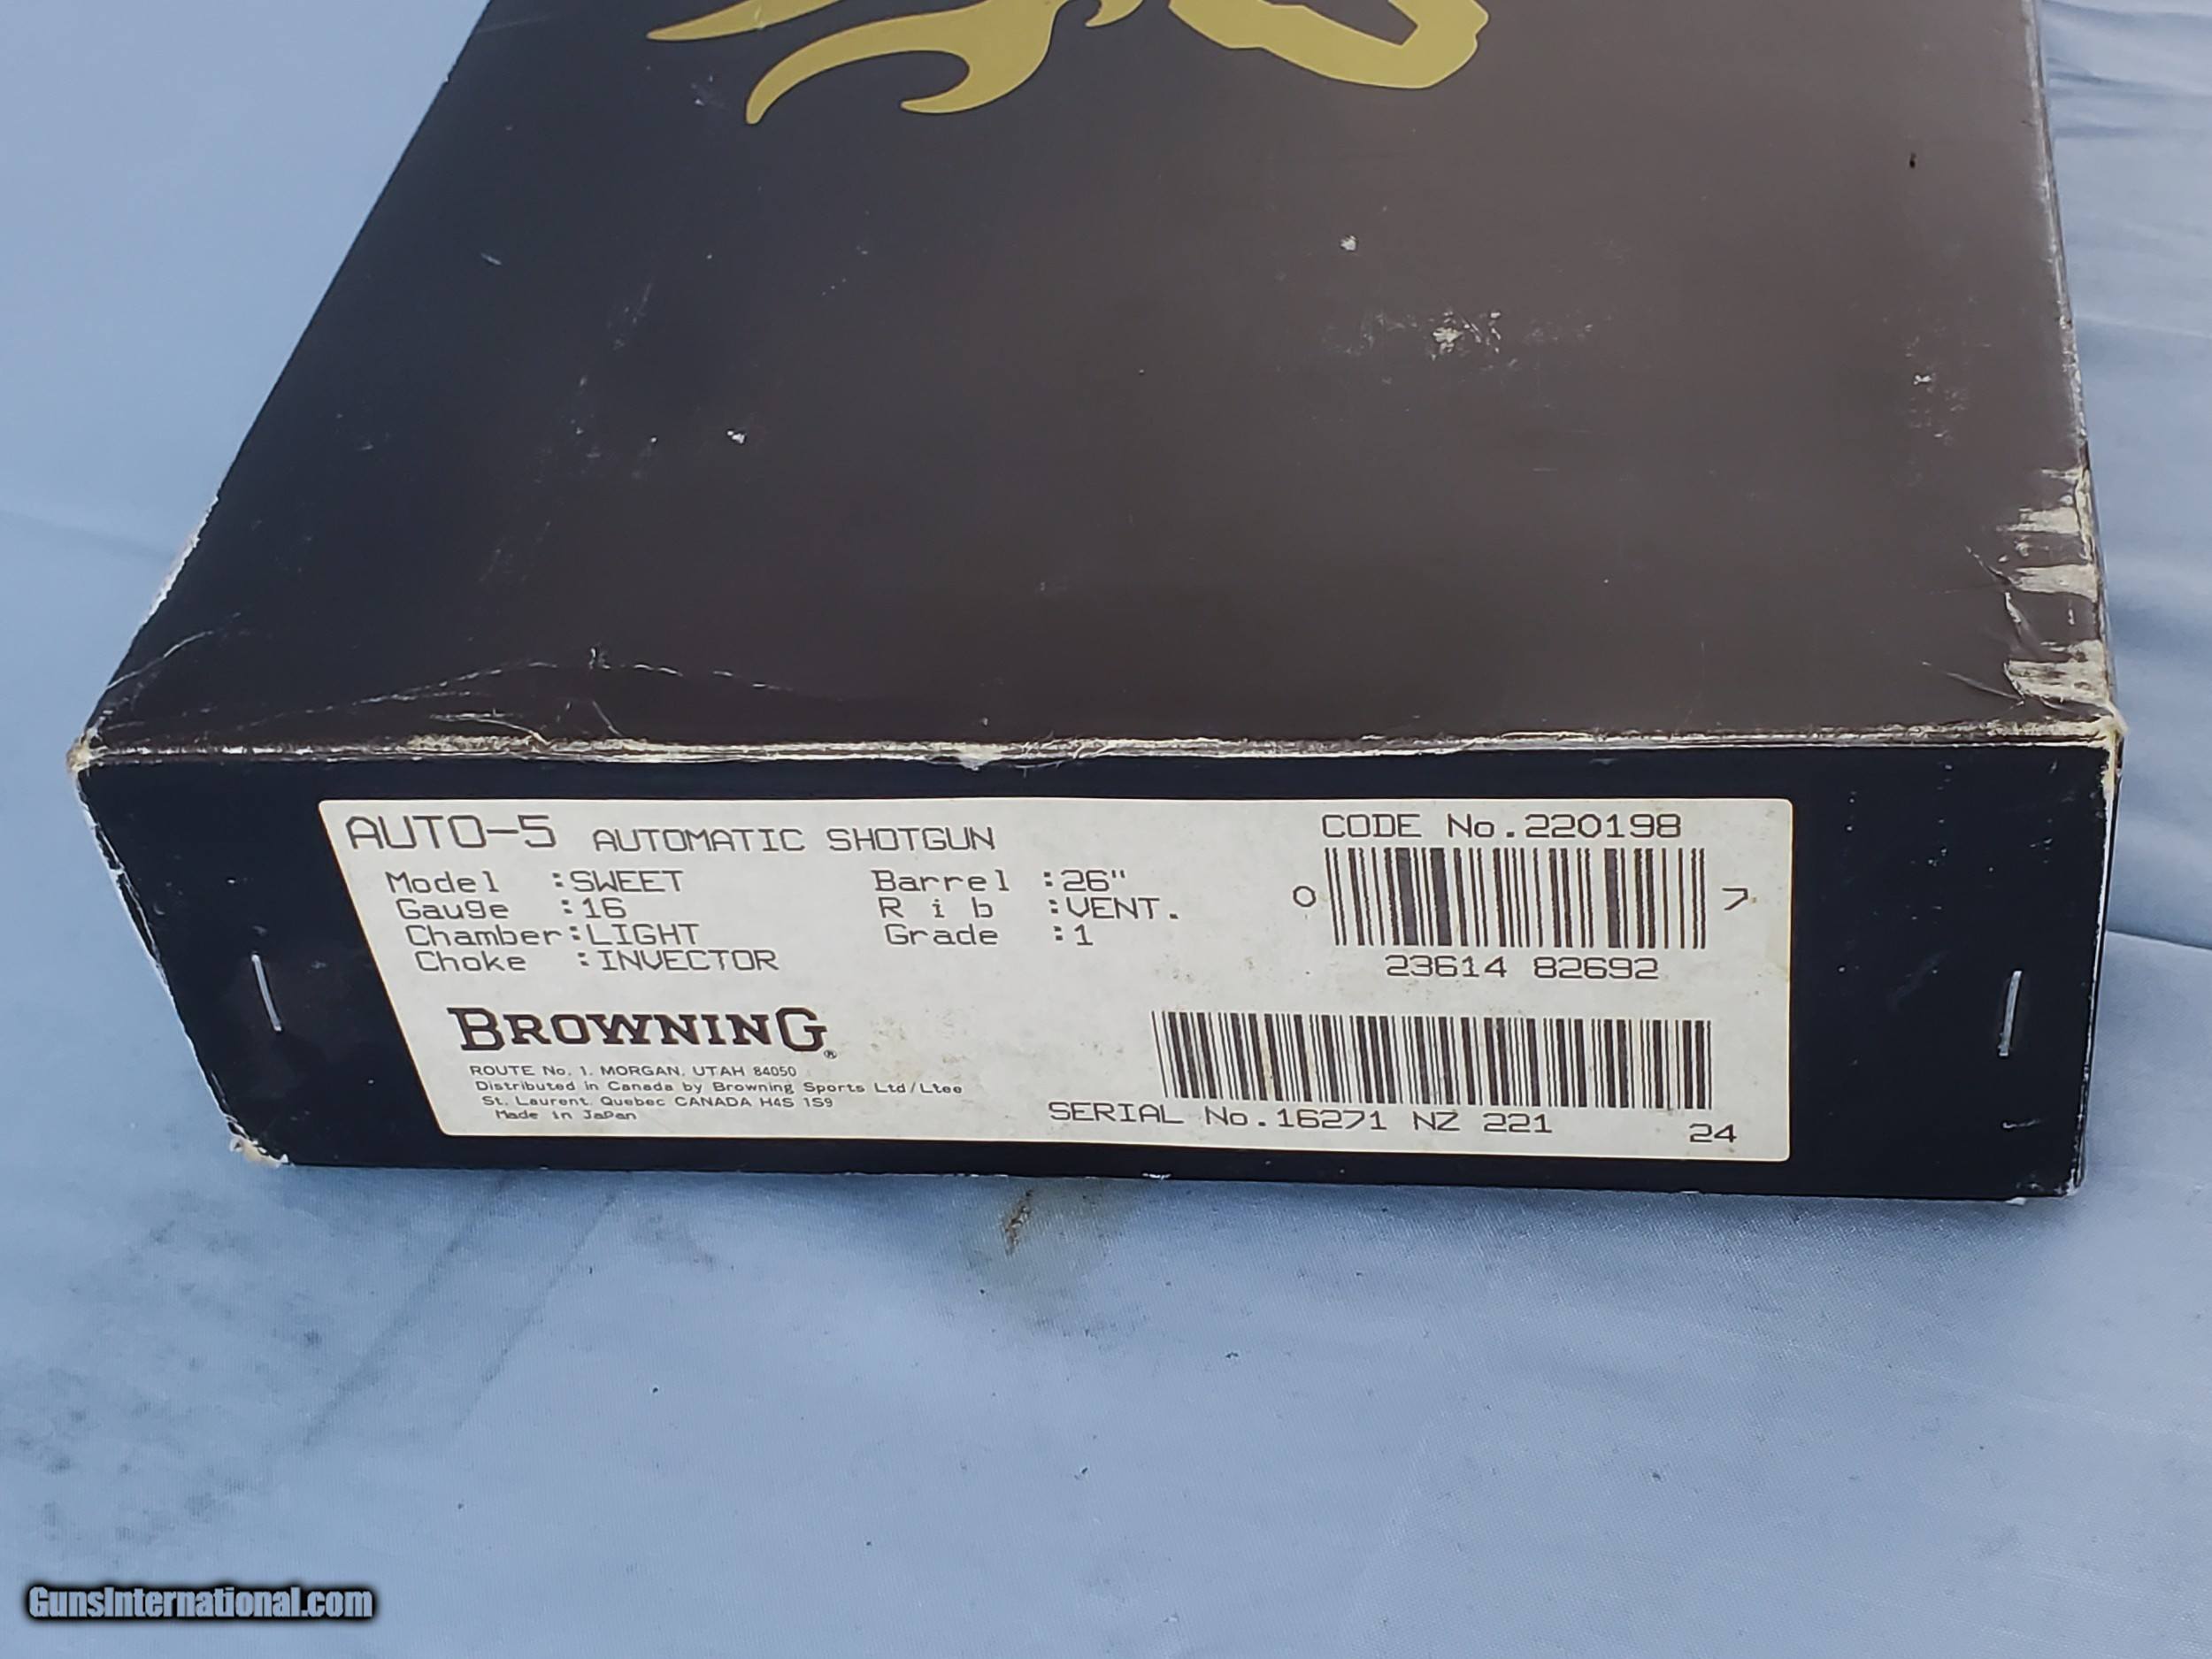 AUTO-5 AUTOMATIC SHOTGUN
Model :SWEET
Gauge :16
Chamber:LIGHT
Choke :INVECTOR
Barrel :26"
Rib :VENT.
Grade :1
CODE No.220198
0 7
23614 82692
BROWNING®
ROUTE No. 1. MORGAN, UTAH 84050
Distributed in Canada by Browning Sports Ltd/Ltee
St. Laurent. Quebec CANADA H4S 1S9
Made in Japan
SERIAL No.16271 NZ 221
24
GunsInternational.com